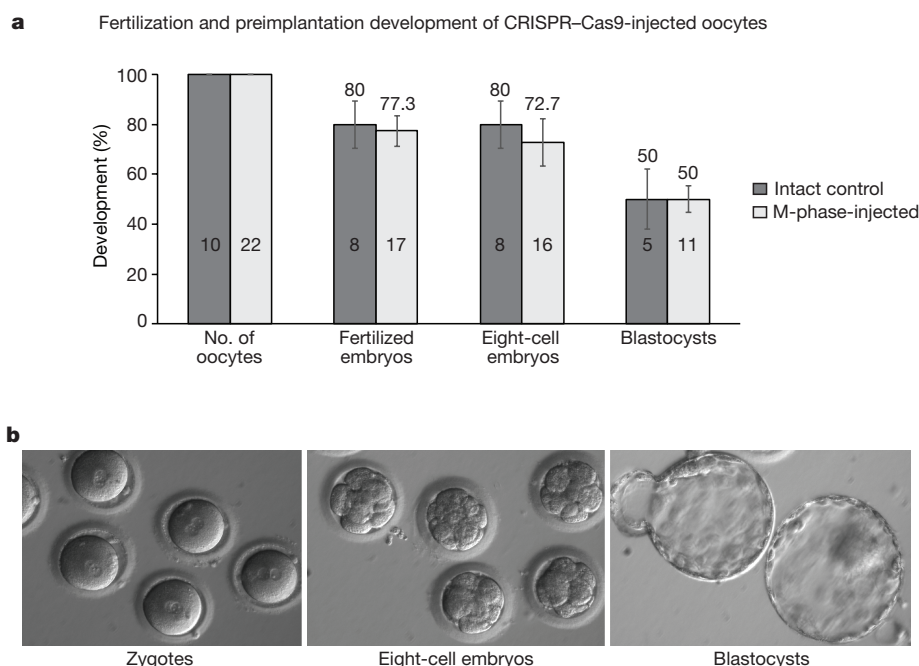 a
Fertilization and preimplantation development of CRISPR–Cas9-injected oocytes
Development (%)
100
80
60
40
20
0
10
22
80
77.3
8
17
80
72.7
8
16
50
50
5
11
No. of
oocytes
Fertilized
embryos
Eight-cell
embryos
Blastocysts
Intact control
M-phase-injected
b
Zygotes
Eight-cell embryos
Blastocysts